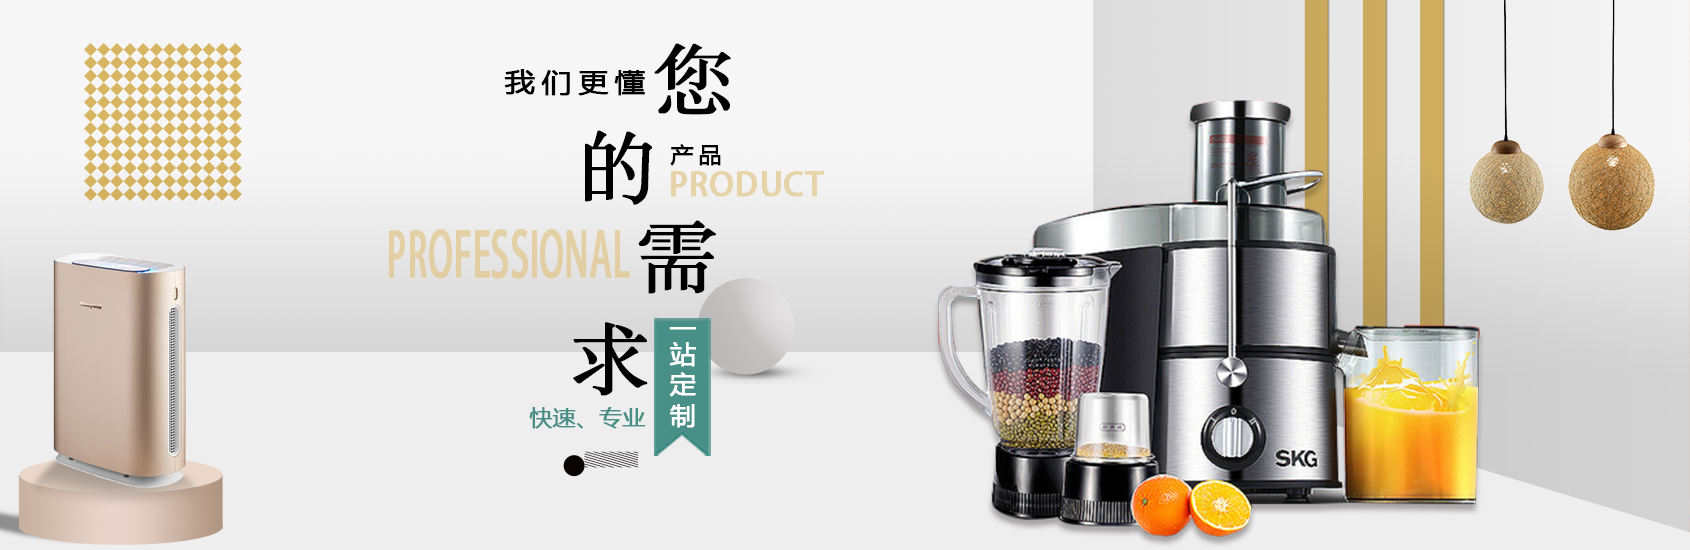 我们更懂您
的
产品
PRODUCT
PROFESSIONAL
需
求
一站定制
快速、专业
SKG